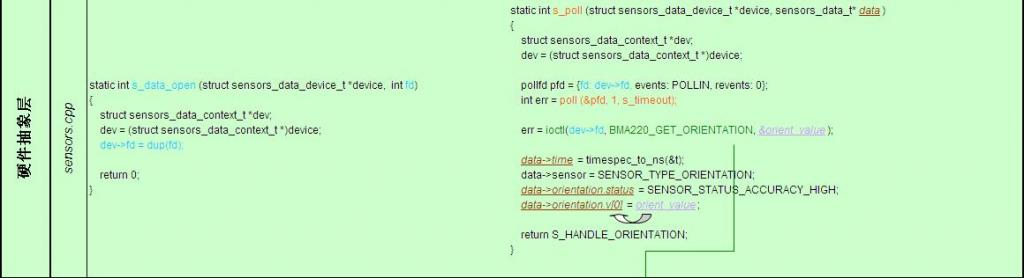 硬件抽象层
sensors.cpp
static int s_data_open (struct sensors_data_device_t *device, int fd)
{
struct sensors_data_context_t *dev;
dev = (struct sensors_data_context_t *)device;
dev->fd = dup(fd);
return 0;
}
static int s_poll (struct sensors_data_device_t *device, sensors_data_t* data )
{
struct sensors_data_context_t *dev;
dev = (struct sensors_data_context_t *)device;
pollfd pfd = {fd: dev->fd, events: POLLIN, revents: 0};
int err = poll (&pfd, 1, s_timeout);
err = ioctl(dev->fd, BMA220_GET_ORIENTATION, &orient_value );
data->time = timespec_to_ns(&t);
data->sensor = SENSOR_TYPE_ORIENTATION;
data->orientation.status = SENSOR_STATUS_ACCURACY_HIGH;
data->orientation.v[0] = orient_value ;
return S_HANDLE_ORIENTATION;
}